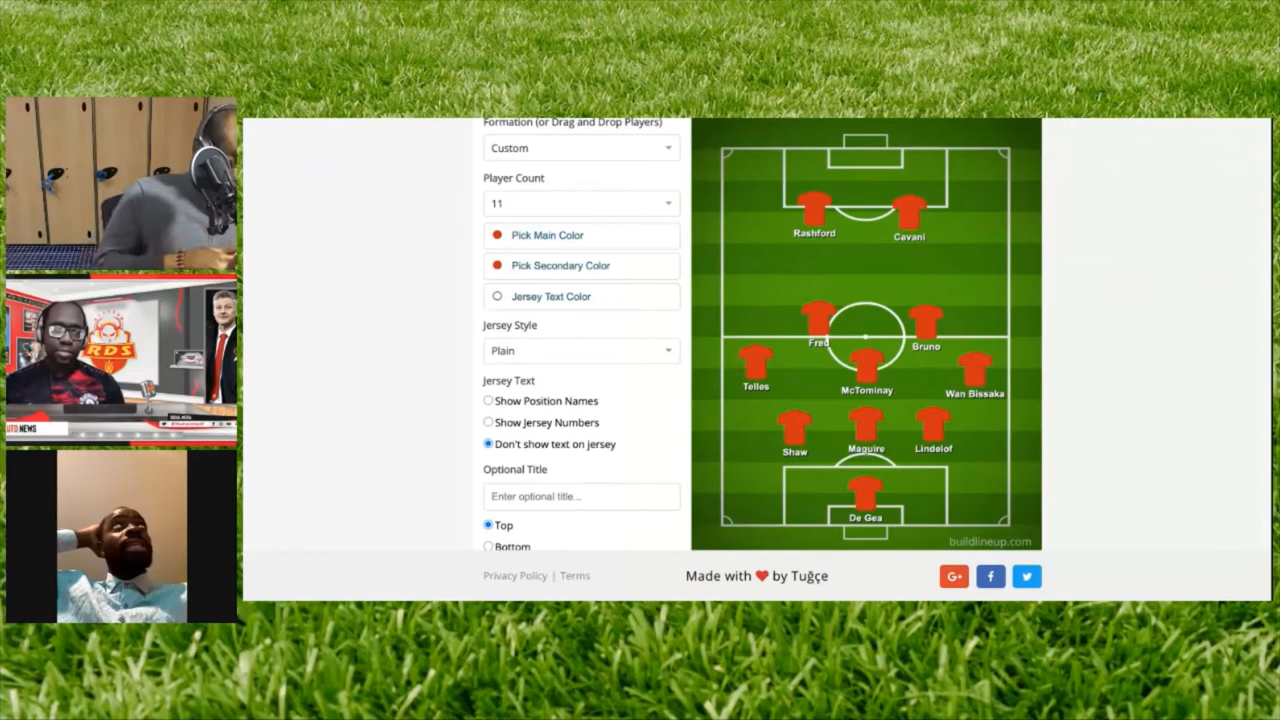 Formation (or Drag and Drop Players)
Custom
Player Count
11
Pick Main Color
Pick Secondary Color
Jersey Text Color
Jersey Style
Plain
Jersey Text
Show Position Names
Show Jersey Numbers
Don't show text on jersey
Optional Title
Enter optional title...
Top
Bottom
Rashford
Cavani
Fred
Bruno
Telles
McTominay
Wan Bissaka
Shaw
Maguire
Lindelof
De Gea
buildlineup.com
Privacy Policy | Terms
Made with ❤ by Tuğçe
G+
f
RDS
NEWS